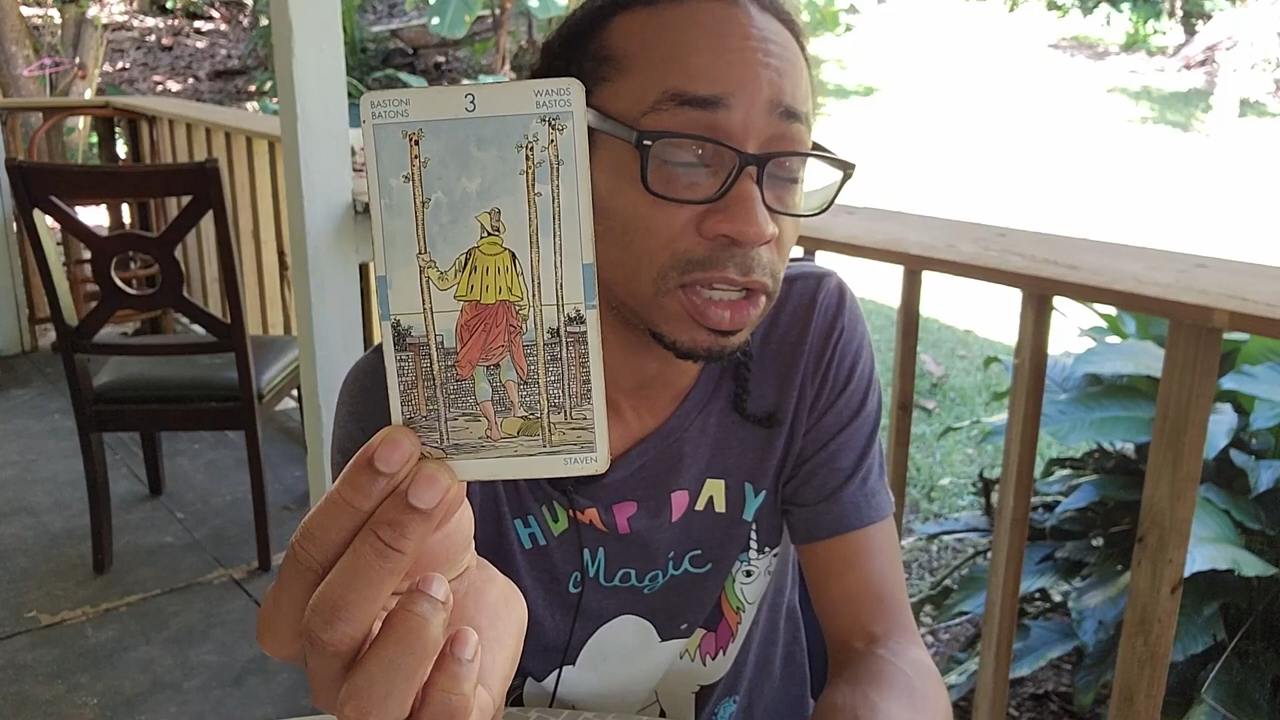 BASTONI
BATONS
3
WANDS
BASTOS
STAVEN
HUMP DAY
Magic